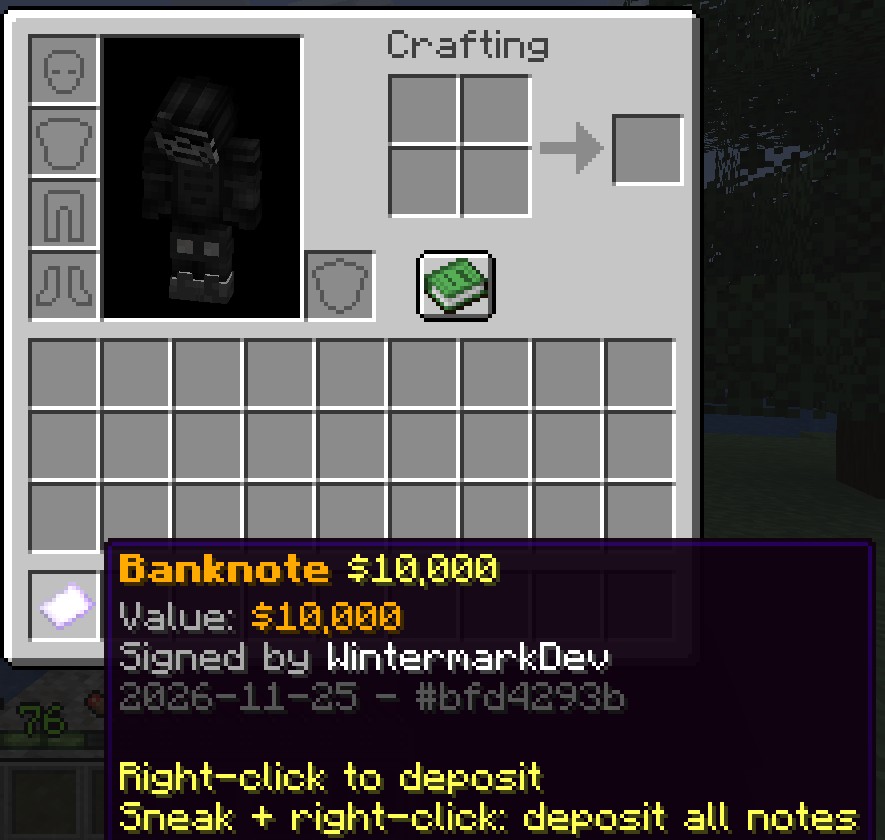 Crafting
Banknote $10,000
Value: $10,000
Signed by WintermarkDev
2026-11-25 - #bfd4293b
76
Right-click to deposit
Sneak + right-click: deposit all notes